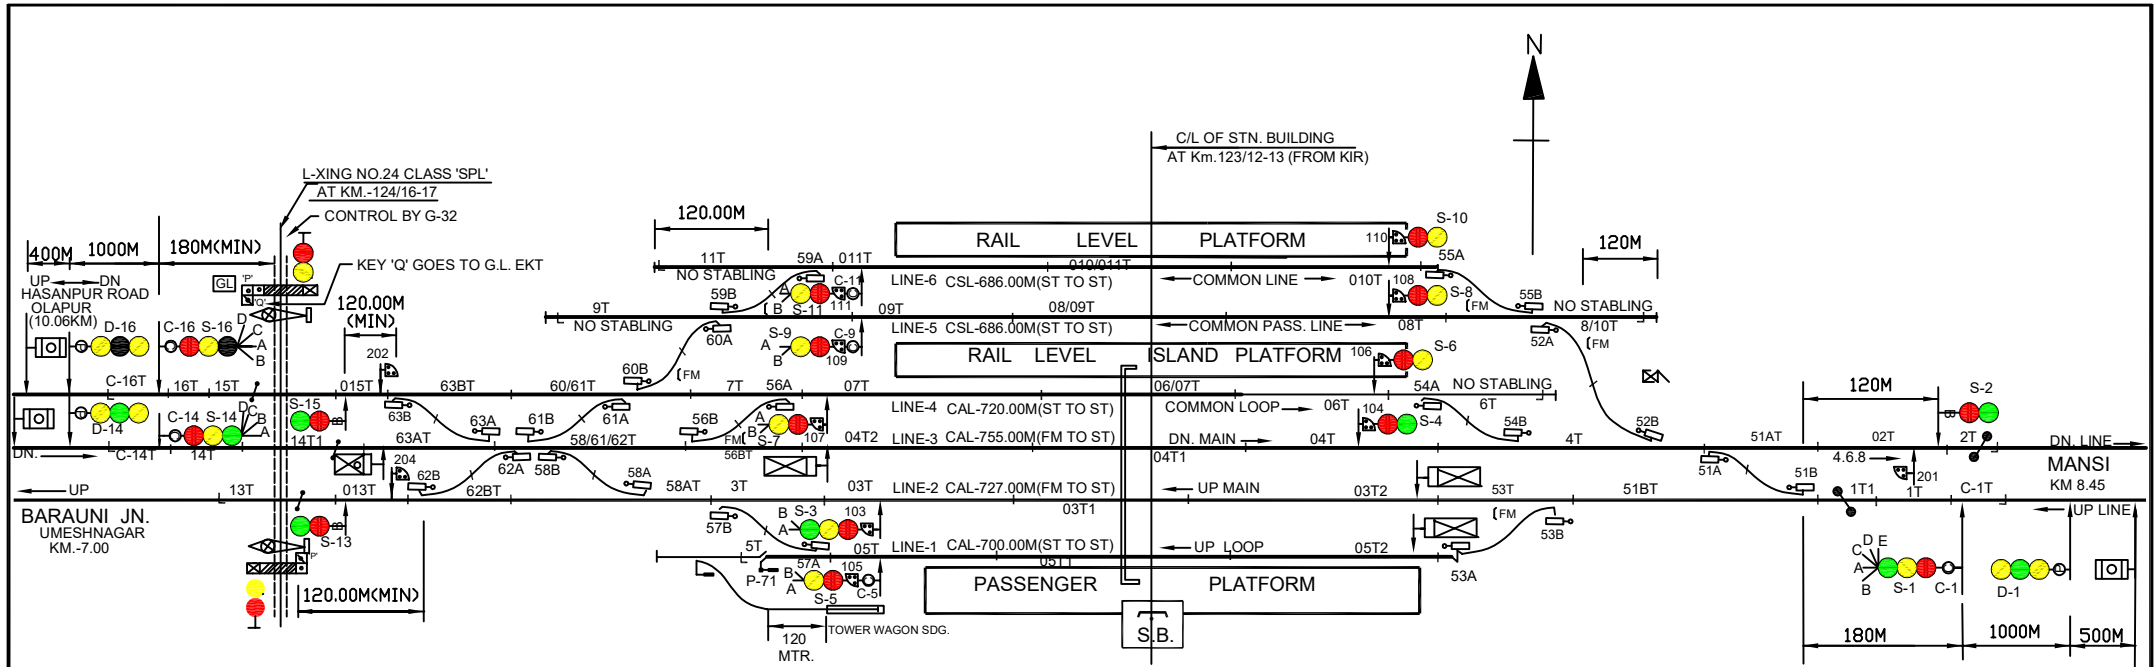 N
C/L OF STN. BUILDING
AT Km.123/12-13 (FROM KIR)
L-XING NO.24 CLASS 'SPL'
AT KM.-124/16-17
CONTROL BY G-32
KEY 'Q' GOES TO G.L. EKT
400M
1000M
180M(MIN)
120.00M
(MIN)
120.00M
120M
GL
'P'
'Q'
UP
DN
HASANPUR ROAD
OLAPUR
(10.06KM)
RAIL LEVEL PLATFORM
110
S-10
11T
NO STABLING
59A
011T
010/011T
LINE-6 CSL-686.00M(ST TO ST)
COMMON LINE
010T
55A
A
B
S-11
C-11
111
108
S-8
(FM
55B
NO STABLING
59B
9T
NO STABLING
60A
09T
08/09T
LINE-5 CSL-686.00M(ST TO ST)
COMMON PASS. LINE
08T
52A
8/10T
(FM
S-9
A
B
C-9
109
RAIL LEVEL ISLAND PLATFORM
106
S-6
D-16
C-16
S-16
D
C
A
B
202
60B
(FM
C-16T
16T
15T
015T
63BT
60/61T
7T
56A
07T
06/07T
54A
NO STABLING
D-14
C-14
S-14
D
C
B
A
S-15
B
14T1
63B
63A
61B
61A
56B
A
B
S-7
107
LINE-4 CAL-720.00M(ST TO ST)
COMMON LOOP
06T
6T
104
S-4
54B
52B
120M
S-2
B
DN.
C-14T
14T
63AT
58/61/62T
FM
56BT
04T2
LINE-3 CAL-755.00M(FM TO ST)
DN. MAIN
04T
04T1
4T
51AT
02T
2T
DN. LINE
204
62B
62A
58B
58A
51A
51B
4.6.8
201
MANSI
KM 8.45
UP
13T
013T
62BT
58AT
3T
03T
LINE-2 CAL-727.00M(FM TO ST)
UP MAIN
03T1
03T2
53T
51BT
1T1
1T
C-1T
UP LINE
BARAUNI JN.
UMESHNAGAR
KM.-7.00
S-13
B
'P'
57B
B
A
S-3
103
(FM
53B
5T
57A
05T
LINE-1 CAL-700.00M(ST TO ST)
UP LOOP
05T1
05T2
53A
P-71
B
A
S-5
105
C-5
PASSENGER PLATFORM
D
E
C
A
B
S-1
C-1
D-1
120.00M(MIN)
TOWER WAGON SDG.
120
MTR.
S.B.
180M
1000M
500M